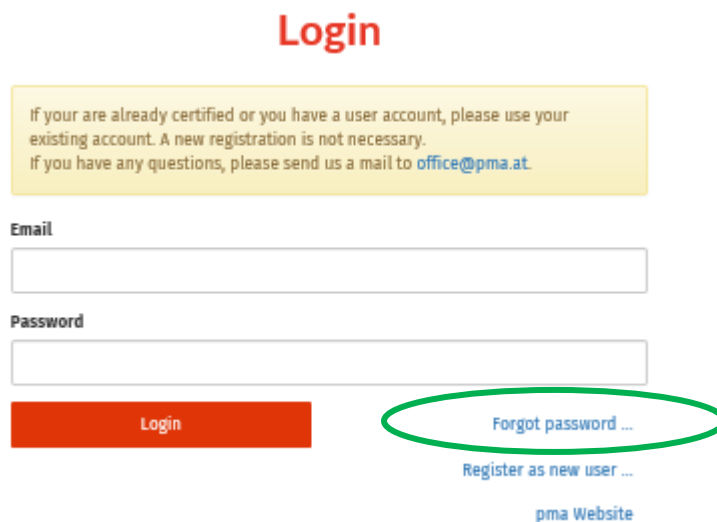 Login
If your are already certified or you have a user account, please use your
existing account. A new registration is not necessary.
If you have any questions, please send us a mail to office@pma.at.
Email
Password
Login
Forgot password ...
Register as new user ...
pma Website